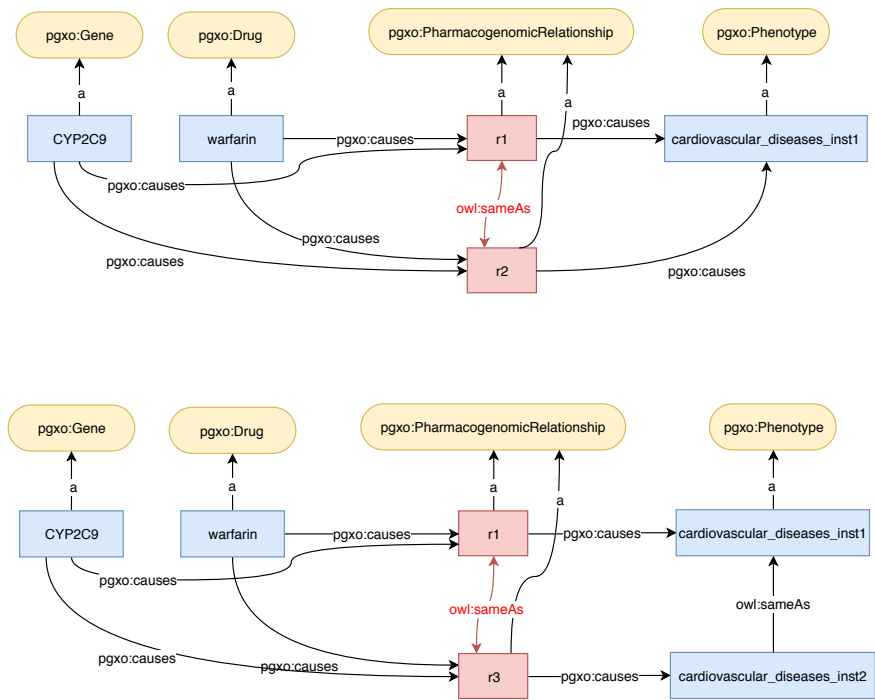 pgxo:Gene
pgxo:Drug
pgxo:PharmacogenomicRelationship
pgxo:Phenotype
a
a
a
a
a
CYP2C9
warfarin
pgxo:causes
r1
pgxo:causes
cardiovascular_diseases_inst1
pgxo:causes
owl:sameAs
pgxo:causes
pgxo:causes
r2
pgxo:causes
pgxo:Gene
pgxo:Drug
pgxo:PharmacogenomicRelationship
pgxo:Phenotype
a
a
a
a
a
CYP2C9
warfarin
pgxo:causes
r1
pgxo:causes
cardiovascular_diseases_inst1
pgxo:causes
owl:sameAs
owl:sameAs
pgxo:causes
pgxo:causes
r3
pgxo:causes
cardiovascular_diseases_inst2